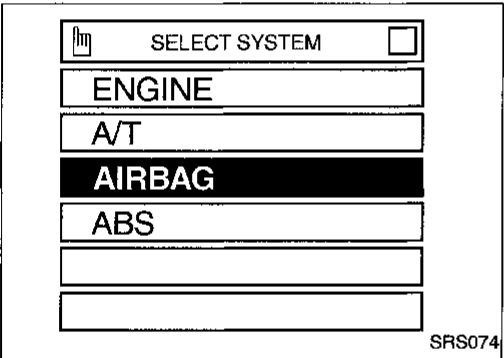 SELECT SYSTEM
ENGINE
A/T
AIRBAG
ABS
SRS074